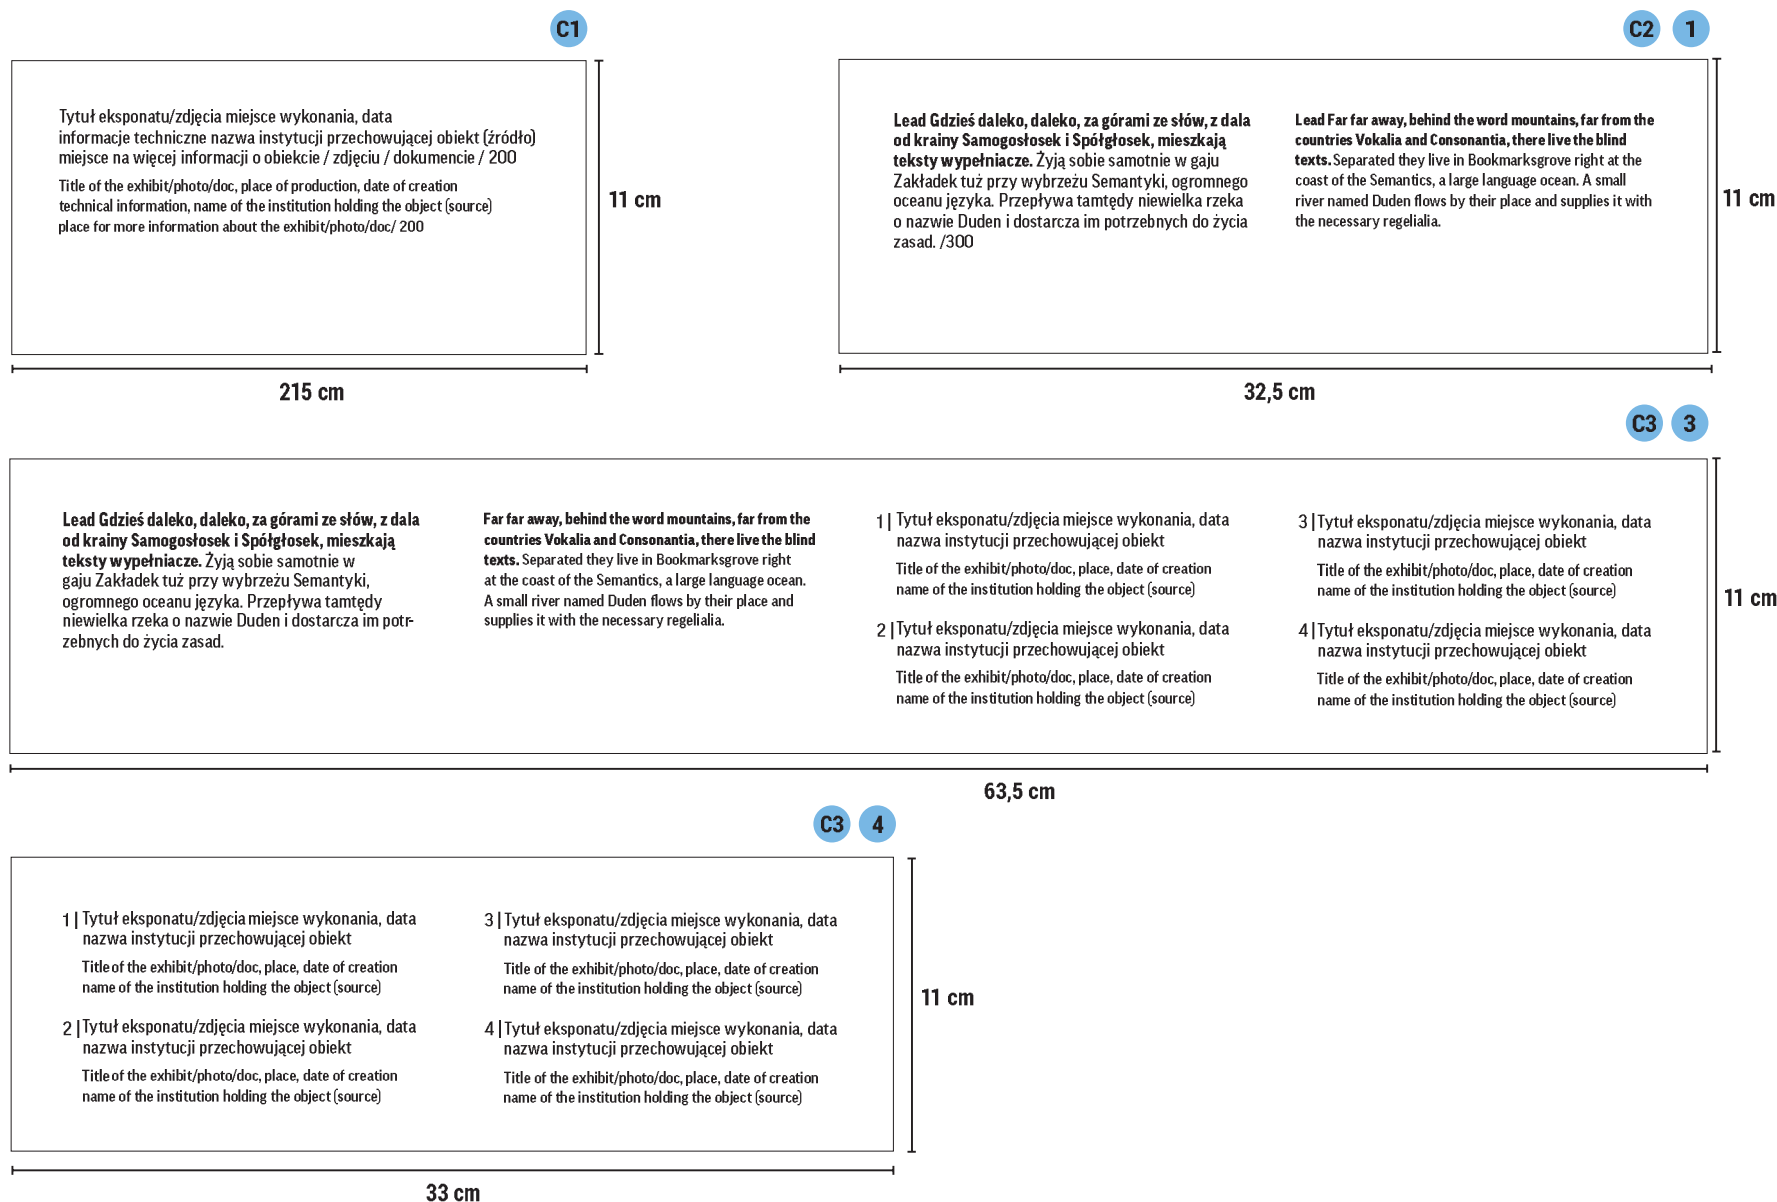 C1
Tytuł eksponatu/zdjęcia miejsce wykonania, data
informacje techniczne nazwa instytucji przechowującej obiekt (źródło)
miejsce na więcej informacji o obiekcie / zdjęciu / dokumencie / 200
Title of the exhibit/photo/doc, place of production, date of creation
technical information, name of the institution holding the object (source)
place for more information about the exhibit/photo/doc/ 200
11 cm
215 cm
C2 1
Lead Gdzieś daleko, daleko, za górami ze słów, z dala
od krainy Samogosłosek i Spółgłosek, mieszkają
teksty wypełniacze. Żyją sobie samotnie w gaju
Zakładek tuż przy wybrzeżu Semantyki, ogromnego
oceanu języka. Przepływa tamtędy niewielka rzeka
o nazwie Duden i dostarcza im potrzebnych do życia
zasad. /300
Lead Far far away, behind the word mountains, far from the
countries Vokalia and Consonantia, there live the blind
texts. Separated they live in Bookmarksgrove right at the
coast of the Semantics, a large language ocean. A small
river named Duden flows by their place and supplies it with
the necessary regelialia.
11 cm
32,5 cm
C3 3
Lead Gdzieś daleko, daleko, za górami ze słów, z dala
od krainy Samogosłosek i Spółgłosek, mieszkają
teksty wypełniacze. Żyją sobie samotnie w
gaju Zakładek tuż przy wybrzeżu Semantyki,
ogromnego oceanu języka. Przepływa tamtędy
niewielka rzeka o nazwie Duden i dostarcza im potr-
zebnych do życia zasad.
Far far away, behind the word mountains, far from the
countries Vokalia and Consonantia, there live the blind
texts. Separated they live in Bookmarksgrove right
at the coast of the Semantics, a large language ocean.
A small river named Duden flows by their place and
supplies it with the necessary regelialia.
1 | Tytuł eksponatu/zdjęcia miejsce wykonania, data
nazwa instytucji przechowującej obiekt
Title of the exhibit/photo/doc, place, date of creation
name of the institution holding the object (source)
2 | Tytuł eksponatu/zdjęcia miejsce wykonania, data
nazwa instytucji przechowującej obiekt
Title of the exhibit/photo/doc, place, date of creation
name of the institution holding the object (source)
3 | Tytuł eksponatu/zdjęcia miejsce wykonania, data
nazwa instytucji przechowującej obiekt
Title of the exhibit/photo/doc, place, date of creation
name of the institution holding the object (source)
4 | Tytuł eksponatu/zdjęcia miejsce wykonania, data
nazwa instytucji przechowującej obiekt
Title of the exhibit/photo/doc, place, date of creation
name of the institution holding the object (source)
11 cm
63,5 cm
C3 4
1 | Tytuł eksponatu/zdjęcia miejsce wykonania, data
nazwa instytucji przechowującej obiekt
Title of the exhibit/photo/doc, place, date of creation
name of the institution holding the object (source)
2 | Tytuł eksponatu/zdjęcia miejsce wykonania, data
nazwa instytucji przechowującej obiekt
Title of the exhibit/photo/doc, place, date of creation
name of the institution holding the object (source)
3 | Tytuł eksponatu/zdjęcia miejsce wykonania, data
nazwa instytucji przechowującej obiekt
Title of the exhibit/photo/doc, place, date of creation
name of the institution holding the object (source)
4 | Tytuł eksponatu/zdjęcia miejsce wykonania, data
nazwa instytucji przechowującej obiekt
Title of the exhibit/photo/doc, place, date of creation
name of the institution holding the object (source)
11 cm
33 cm